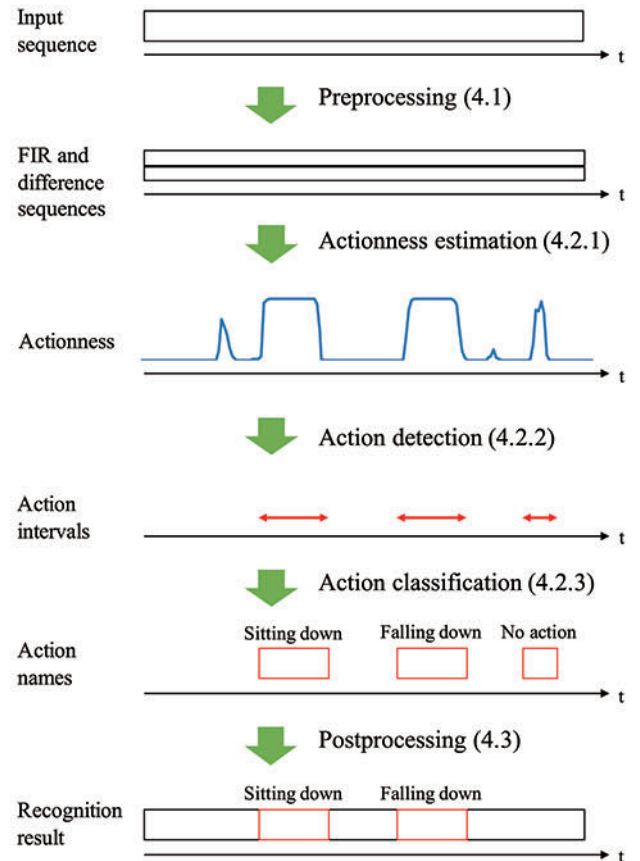 Input
sequence
t
Preprocessing (4.1)
FIR and
difference
sequences
t
Actionness estimation (4.2.1)
Actionness
t
Action detection (4.2.2)
Action
intervals
t
Action classification (4.2.3)
Sitting down Falling down No action
Action
names
t
Postprocessing (4.3)
Sitting down Falling down
Recognition
result
t